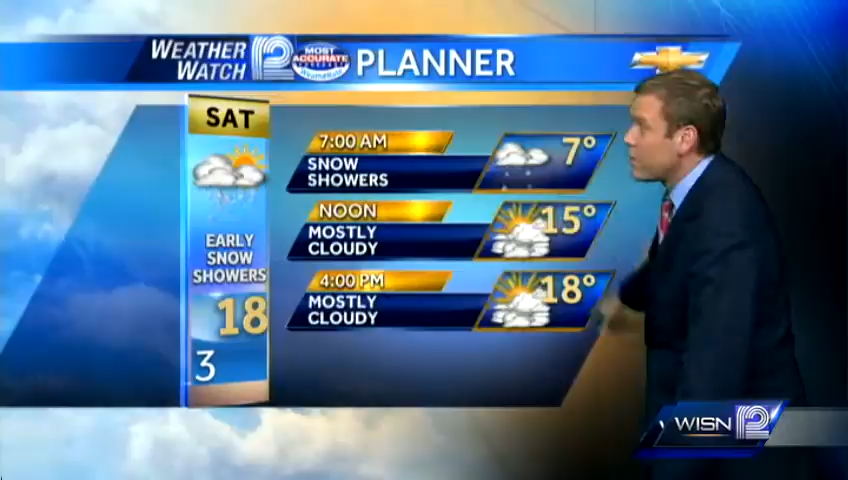 WEATHER WATCH 12
MOST ACCURATE
PLANNER
SAT
EARLY
SNOW
SHOWERS
18
3
7:00 AM
SNOW
SHOWERS
7°
NOON
MOSTLY
CLOUDY
15°
4:00 PM
MOSTLY
CLOUDY
18°
WISN 12